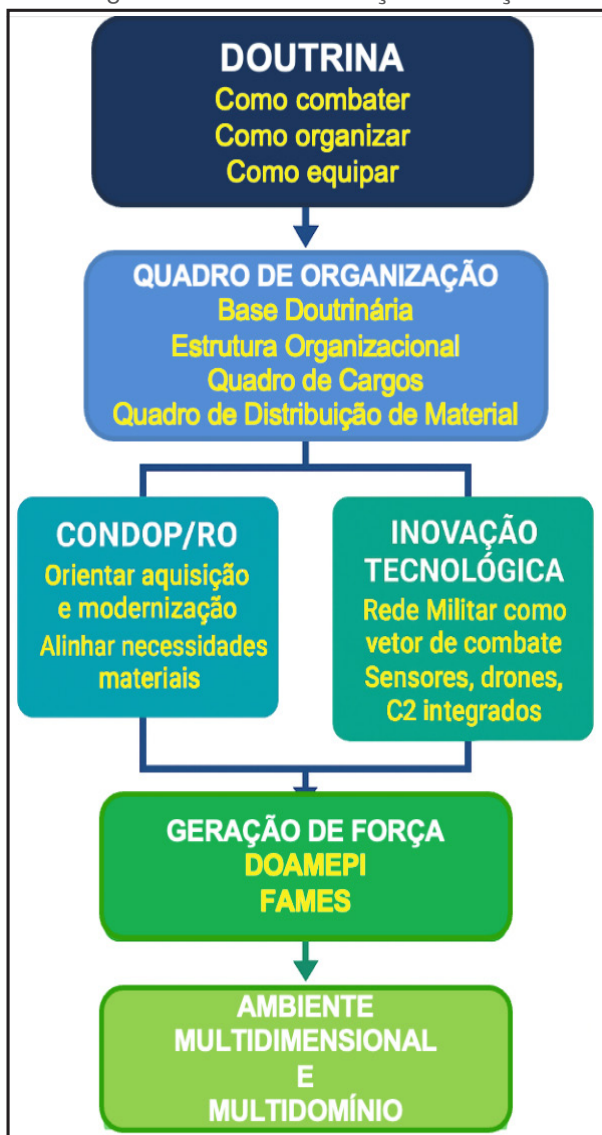 DOUTRINA
Como combater
Como organizar
Como equipar
QUADRO DE ORGANIZAÇÃO
Base Doutrinária
Estrutura Organizacional
Quadro de Cargos
Quadro de Distribuição de Material
CONDOP/RO
Orientar aquisição
e modernização
Alinhar necessidades
materiais
INOVAÇÃO
TECNOLÓGICA
Rede Militar como
vetor de combate
Sensores, drones,
C2 integrados
GERAÇÃO DE FORÇA
DOAMEPI
FAMES
AMBIENTE
MULTIDIMENSIONAL
E
MULTIDOMÍNIO